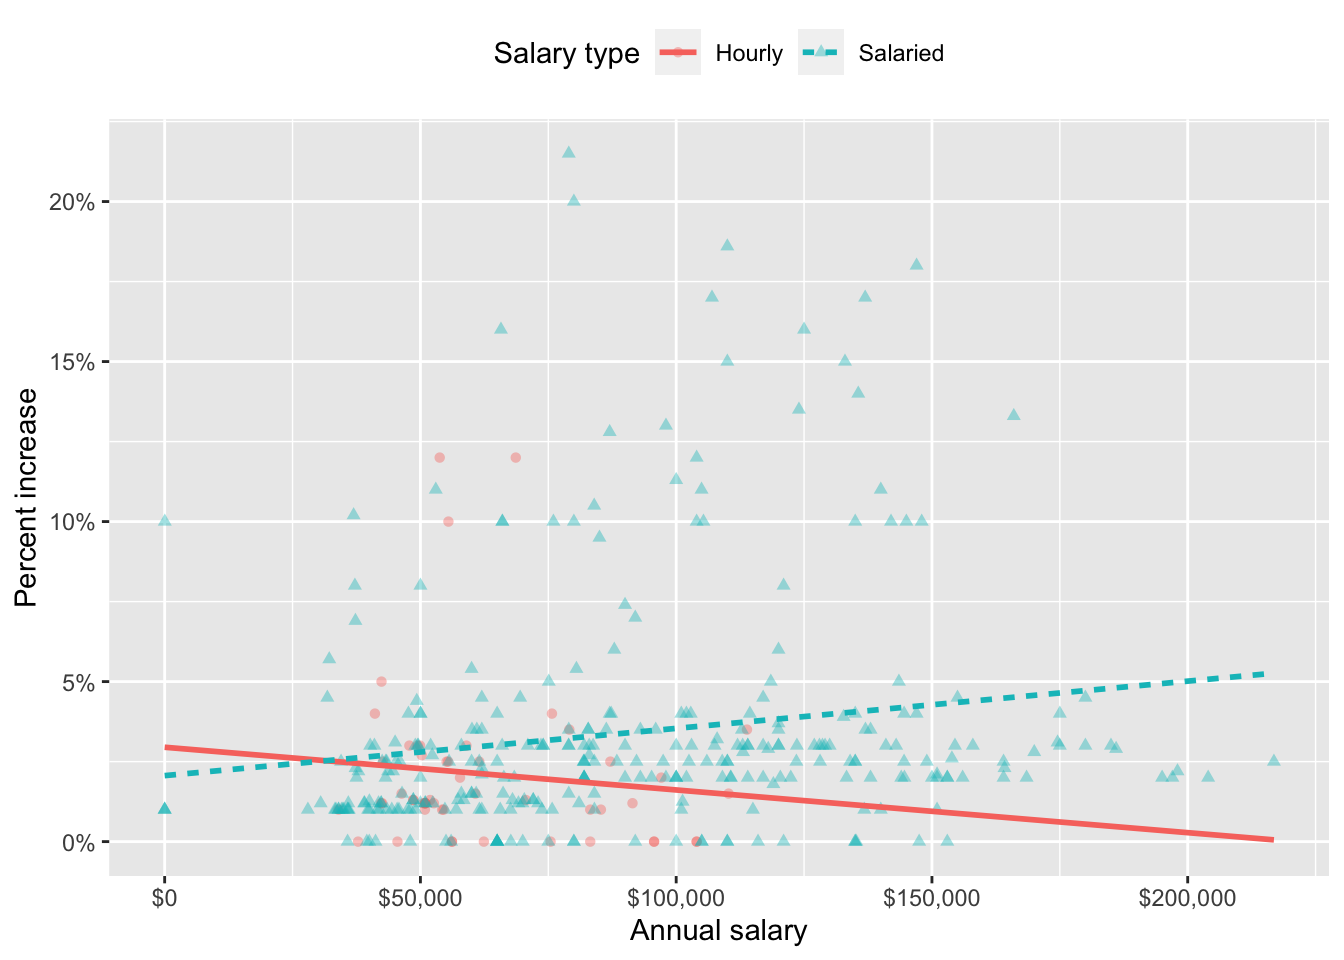 Salary type Hourly Salaried
20%
15%
10%
5%
0%
Percent increase
$0 $50,000 $100,000 $150,000 $200,000
Annual salary